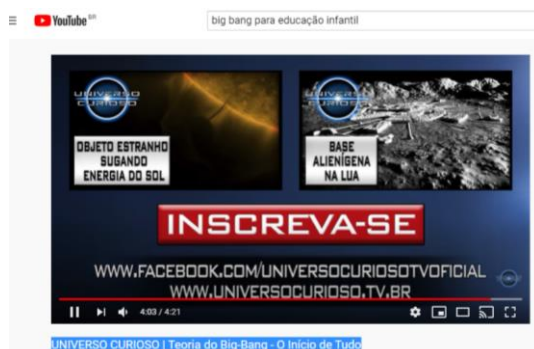 YouTube BR
big bang para educação infantil
UNIVERSO
CURIOSO
OBJETO ESTRANHO
SUGANDO
ENERGIA DO SOL
UNIVERSO
CURIOSO
BASE
ALIENÍGENA
NA LUA
INSCREVA-SE
WWW.FACEBOOK.COM/UNIVERSOCURIOSOTVOFICIAL
WWW.UNIVERSOCURIOSO.TV.BR
4:03 / 4:21
UNIVERSO CURIOSO | Teoria do Big-Bang - O Início de Tudo